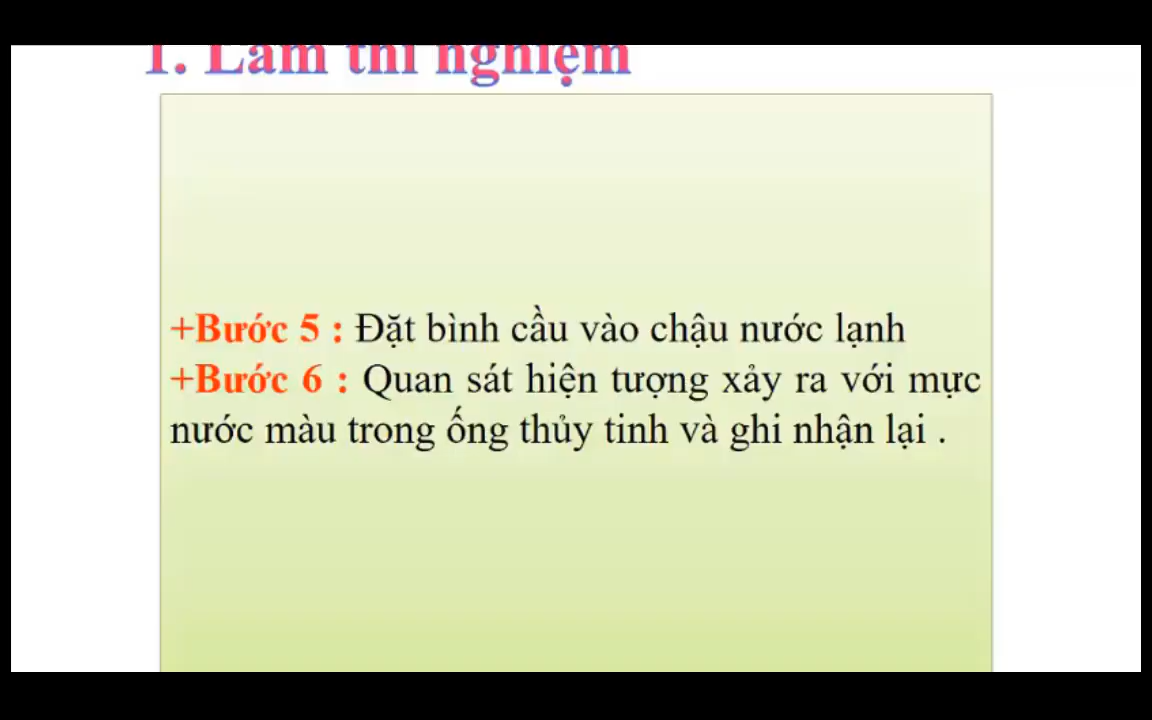 1. Làm thí nghiệm
+Bước 5 : Đặt bình cầu vào chậu nước lạnh
+Bước 6 : Quan sát hiện tượng xảy ra với mực
nước màu trong ống thủy tinh và ghi nhận lại .